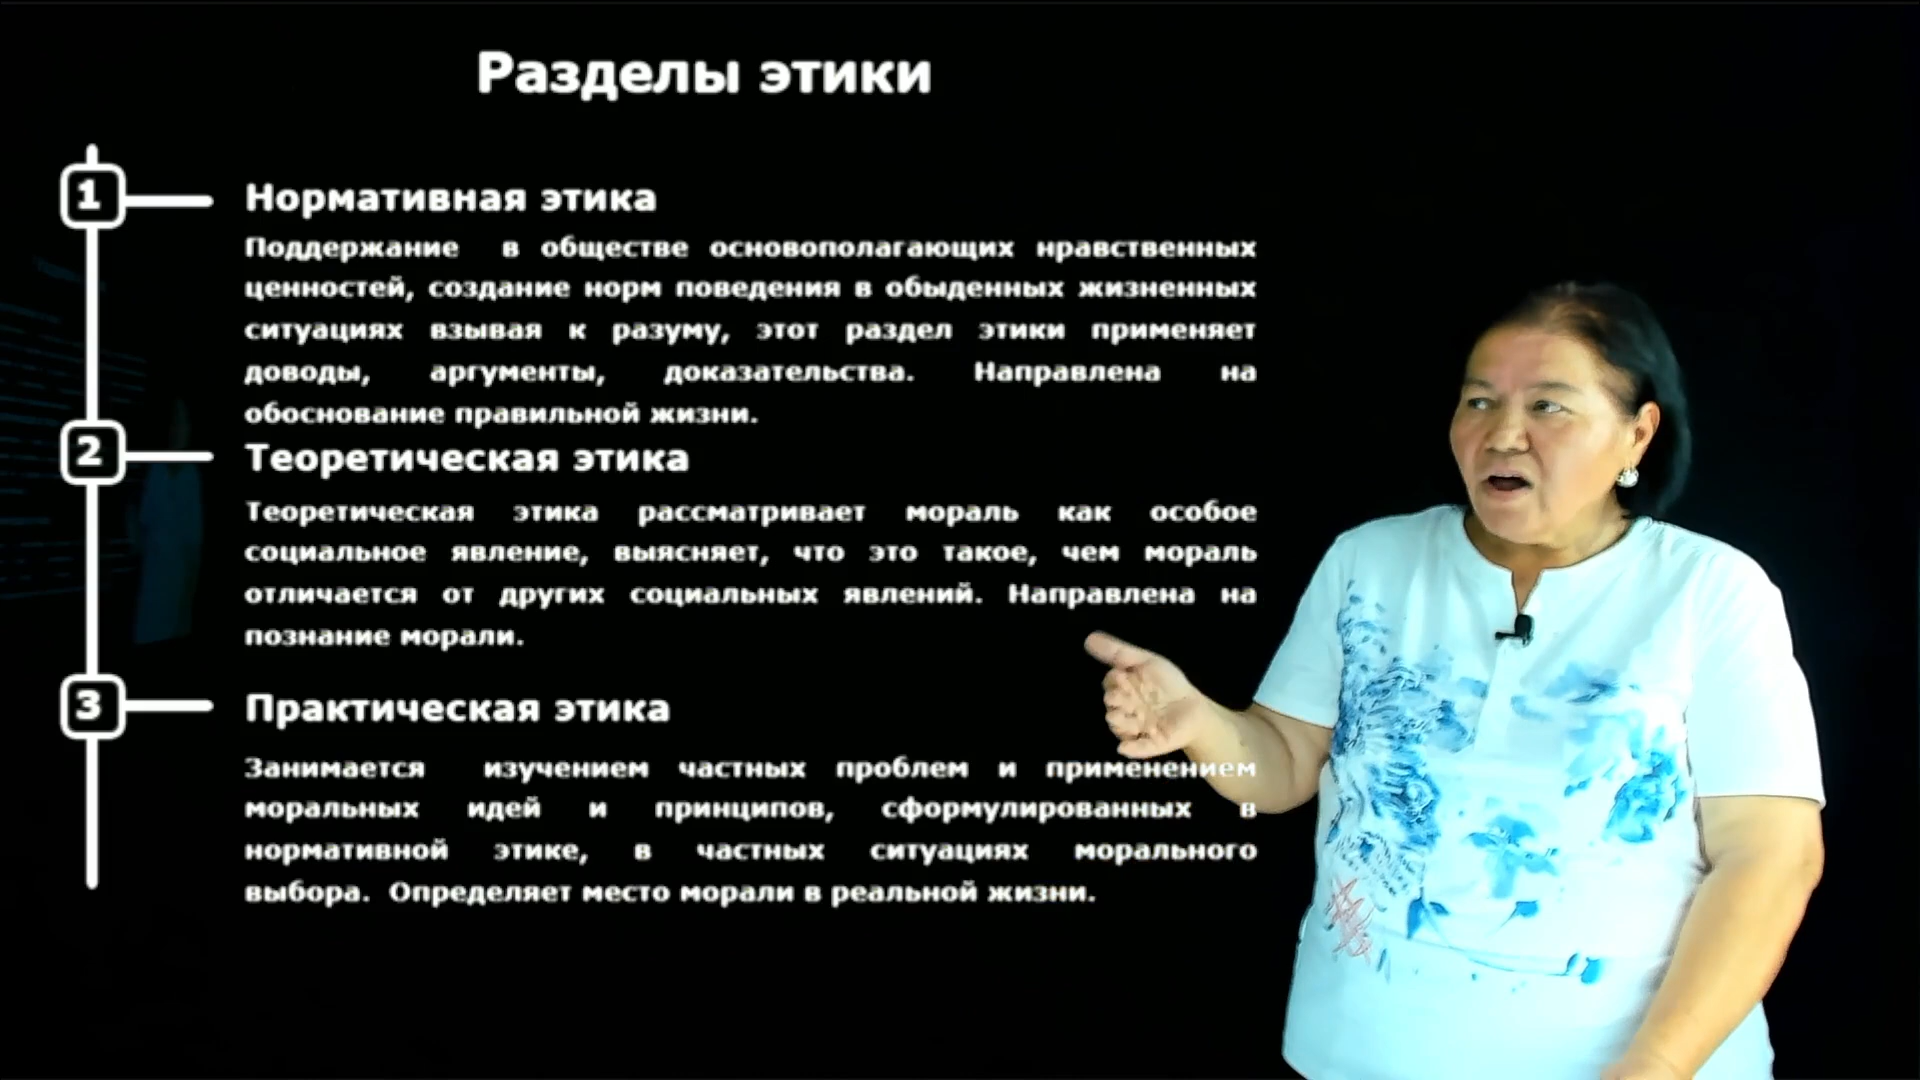 Разделы этики
1
Нормативная этика
Поддержание в обществе основополагающих нравственных
ценностей, создание норм поведения в обыденных жизненных
ситуациях взывая к разуму, этот раздел этики применяет
доводы, аргументы, доказательства. Направлена на
обоснование правильной жизни.
2
Теоретическая этика
Теоретическая этика рассматривает мораль как особое
социальное явление, выясняет, что это такое, чем мораль
отличается от других социальных явлений. Направлена на
познание морали.
3
Практическая этика
Занимается изучением частных проблем и применением
моральных идей и принципов, сформулированных в
нормативной этике, в частных ситуациях морального
выбора. Определяет место морали в реальной жизни.